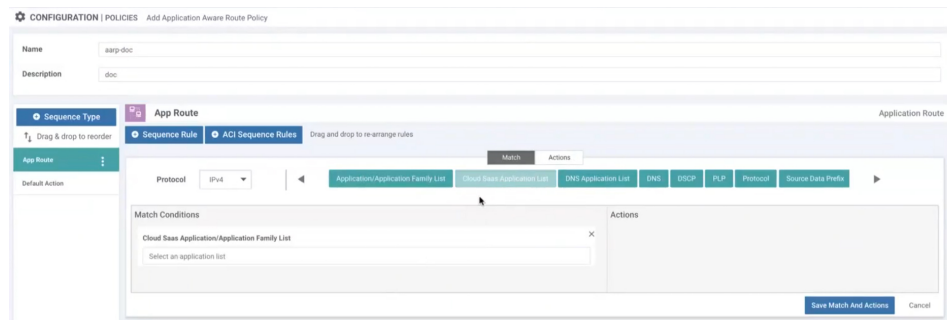 CONFIGURATION | POLICIES Add Application Aware Route Policy
Name aarp-doc
Description doc
Sequence Type
Drag & drop to reorder
App Route
Default Action
App Route Application Route
Sequence Rule ACI Sequence Rules Drag and drop to re-arrange rules
Match Actions
Protocol IPv4 Application/Application Family List Cloud Saas Application List DNS Application List DNS DSCP PLP Protocol Source Data Prefix
Match Conditions Actions
Cloud Saas Application/Application Family List
Select an application list
Save Match And Actions Cancel